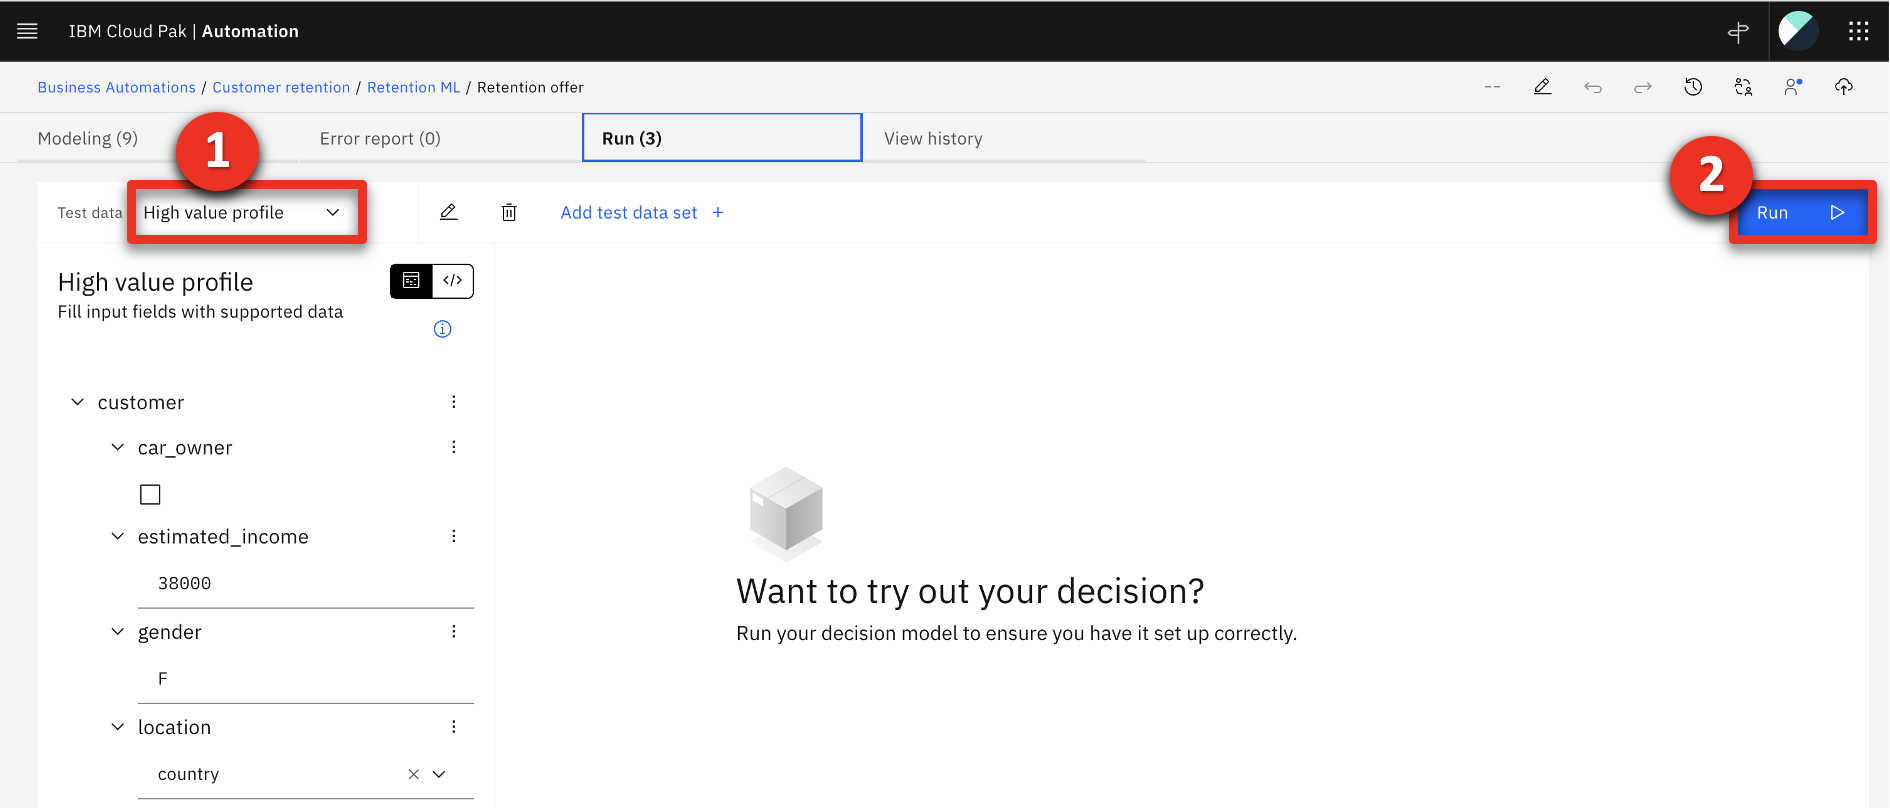 IBM Cloud Pak | Automation
Business Automations / Customer retention / Retention ML / Retention offer
--
Modeling (9)
Error report (0)
Run (3)
View history
1
2
Test data
High value profile
Add test data set +
Run
High value profile
</>
Fill input fields with supported data
customer
car_owner
estimated_income
38000
gender
F
location
country
Want to try out your decision?
Run your decision model to ensure you have it set up correctly.